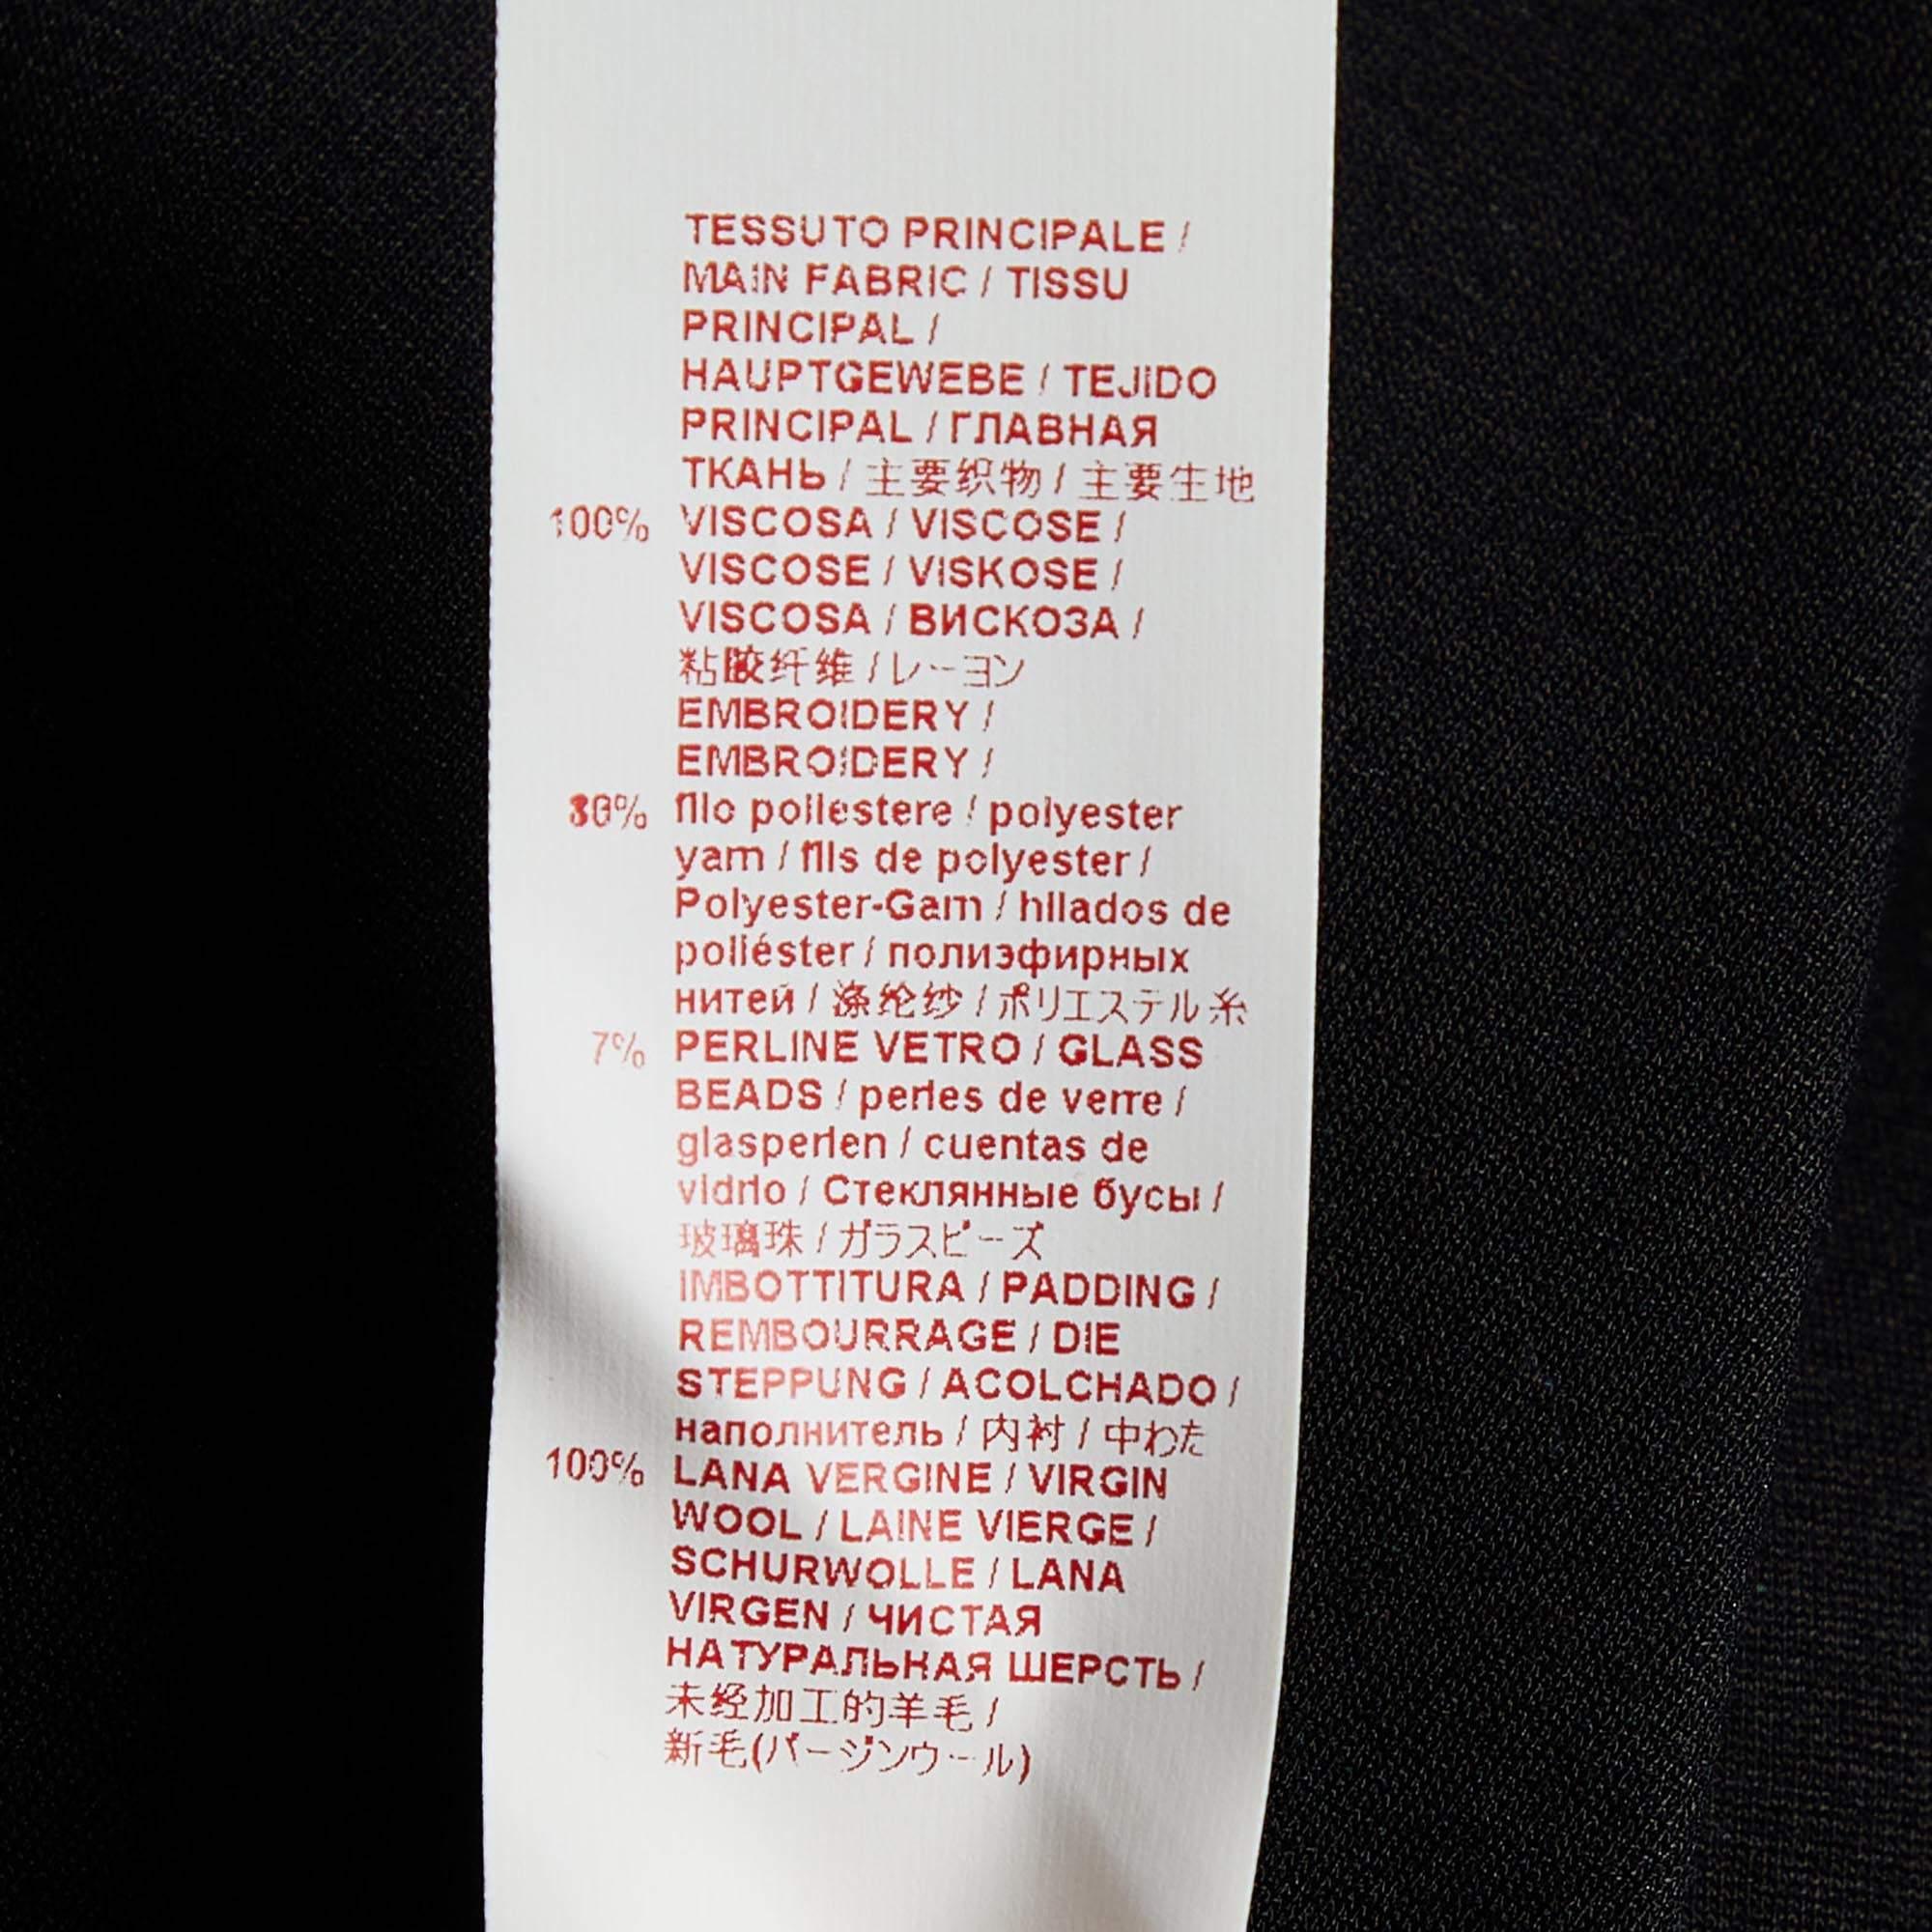 TESSUTO PRINCIPALE /
MAIN FABRIC / TISSU
PRINCIPAL /
HAUPTGEWEBE / TEJIDO
PRINCIPAL / ГЛАВНАЯ
ТКАНЬ / 主要织物 / 主要生地
100% VISCOSA / VISCOSE /
VISCOSE / VISKOSE /
VISCOSA / ВИСКОЗА /
粘胶纤维 / レーヨン
EMBROIDERY /
EMBROIDERY /
filo poliestere / polyester
yarn / fils de polyester /
Polyester-Garn / hilados de
poliéster / полиэфирных
нитей / 涤纶纱 / ポリエステル糸
7% PERLINE VETRO / GLASS
BEADS / perles de verre /
glasperlen / cuentas de
vidrio / Стеклянные бусы /
玻璃珠 / ガラスビーズ
IMBOTTITURA / PADDING /
REMBOURRAGE / DIE
STEPPUNG / ACOLCHADO /
наполнитель / 内衬 / 中わた
100% LANA VERGINE / VIRGIN
WOOL / LAINE VIERGE /
SCHURWOLLE / LANA
VIRGEN / ЧИСТАЯ
НАТУРАЛЬНАЯ ШЕРСТЬ /
未经加工的羊毛 /
新毛(バージンウール)